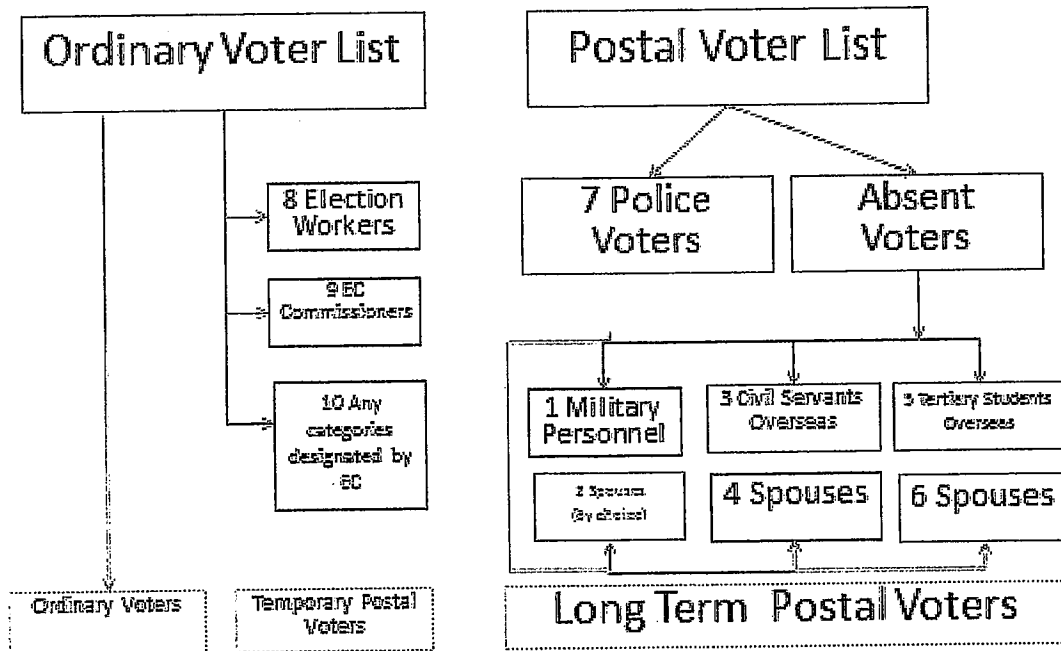 Ordinary Voter List
8 Election
Workers
9 EC
Commissioners
10 Any
categories
designated by
EC
Ordinary Voters
Temporary Postal
Voters
Postal Voter List
7 Police
Voters
Absent
Voters
1 Military
Personnel
3 Civil Servants
Overseas
5 Tertiary Students
Overseas
2 Spouses
(By choice)
4 Spouses
6 Spouses
Long Term Postal Voters